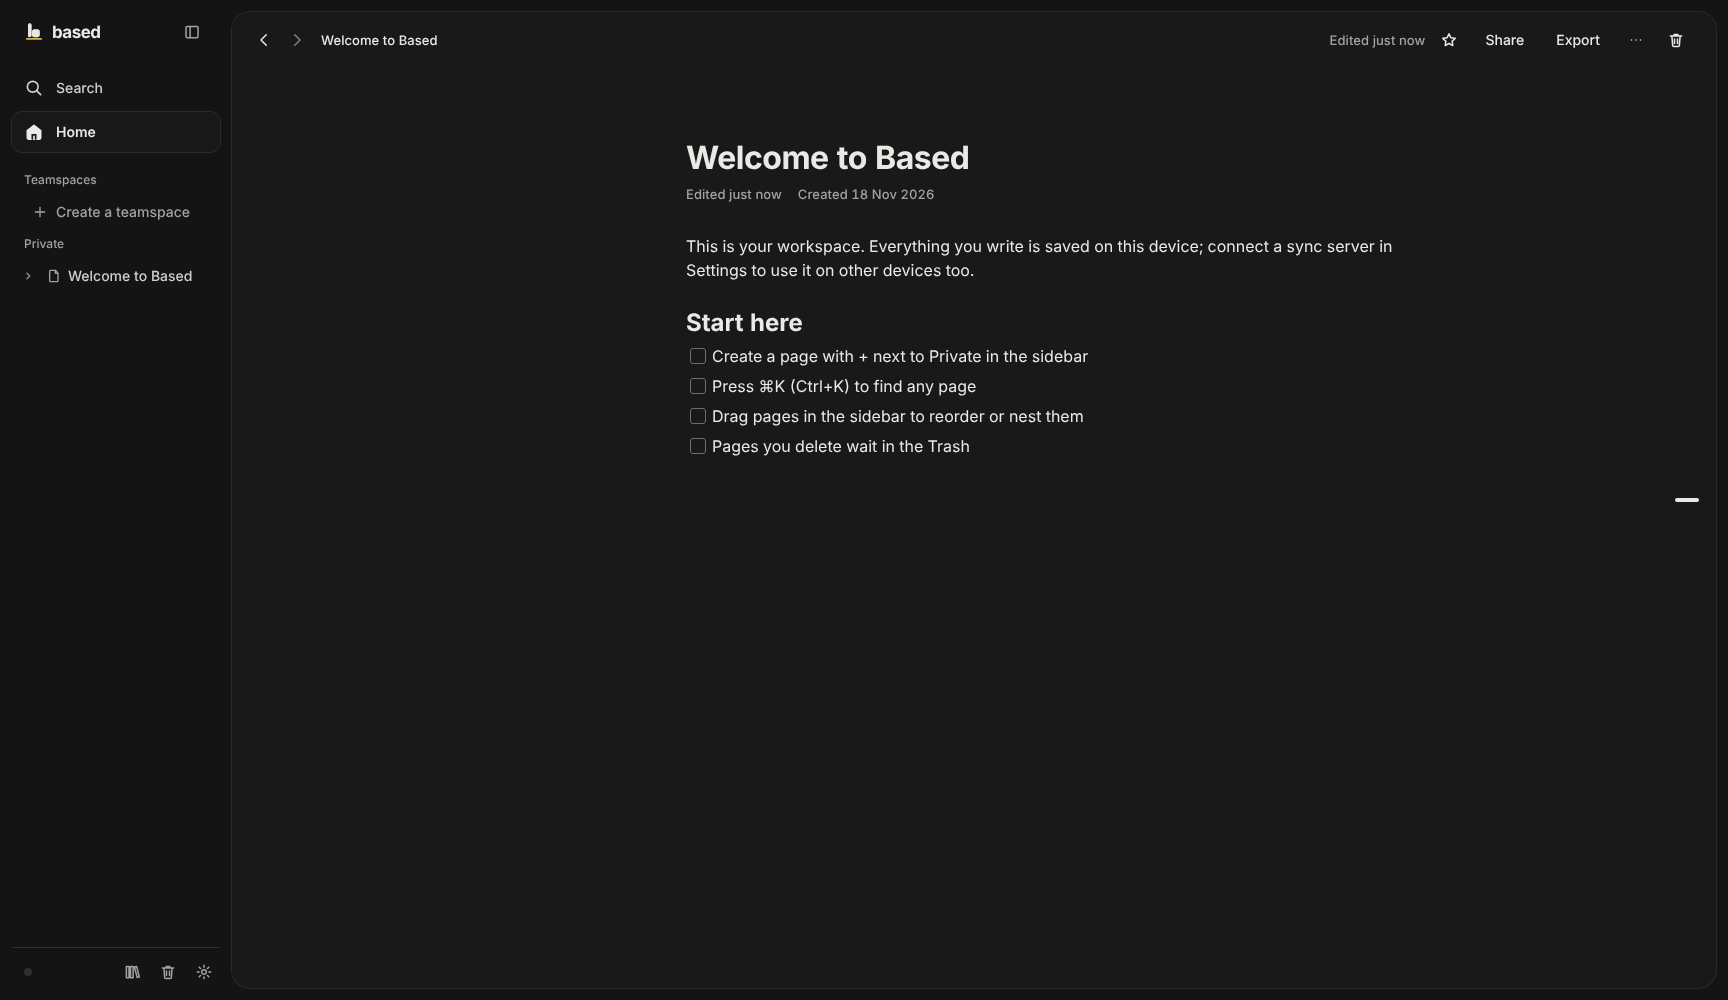 based
Search
Home
Teamspaces
Create a teamspace
Private
Welcome to Based
Welcome to Based
Edited just now
Share
Export
Welcome to Based
Edited just now Created 18 Nov 2026
This is your workspace. Everything you write is saved on this device; connect a sync server in
Settings to use it on other devices too.
Start here
Create a page with + next to Private in the sidebar
Press ⌘K (Ctrl+K) to find any page
Drag pages in the sidebar to reorder or nest them
Pages you delete wait in the Trash